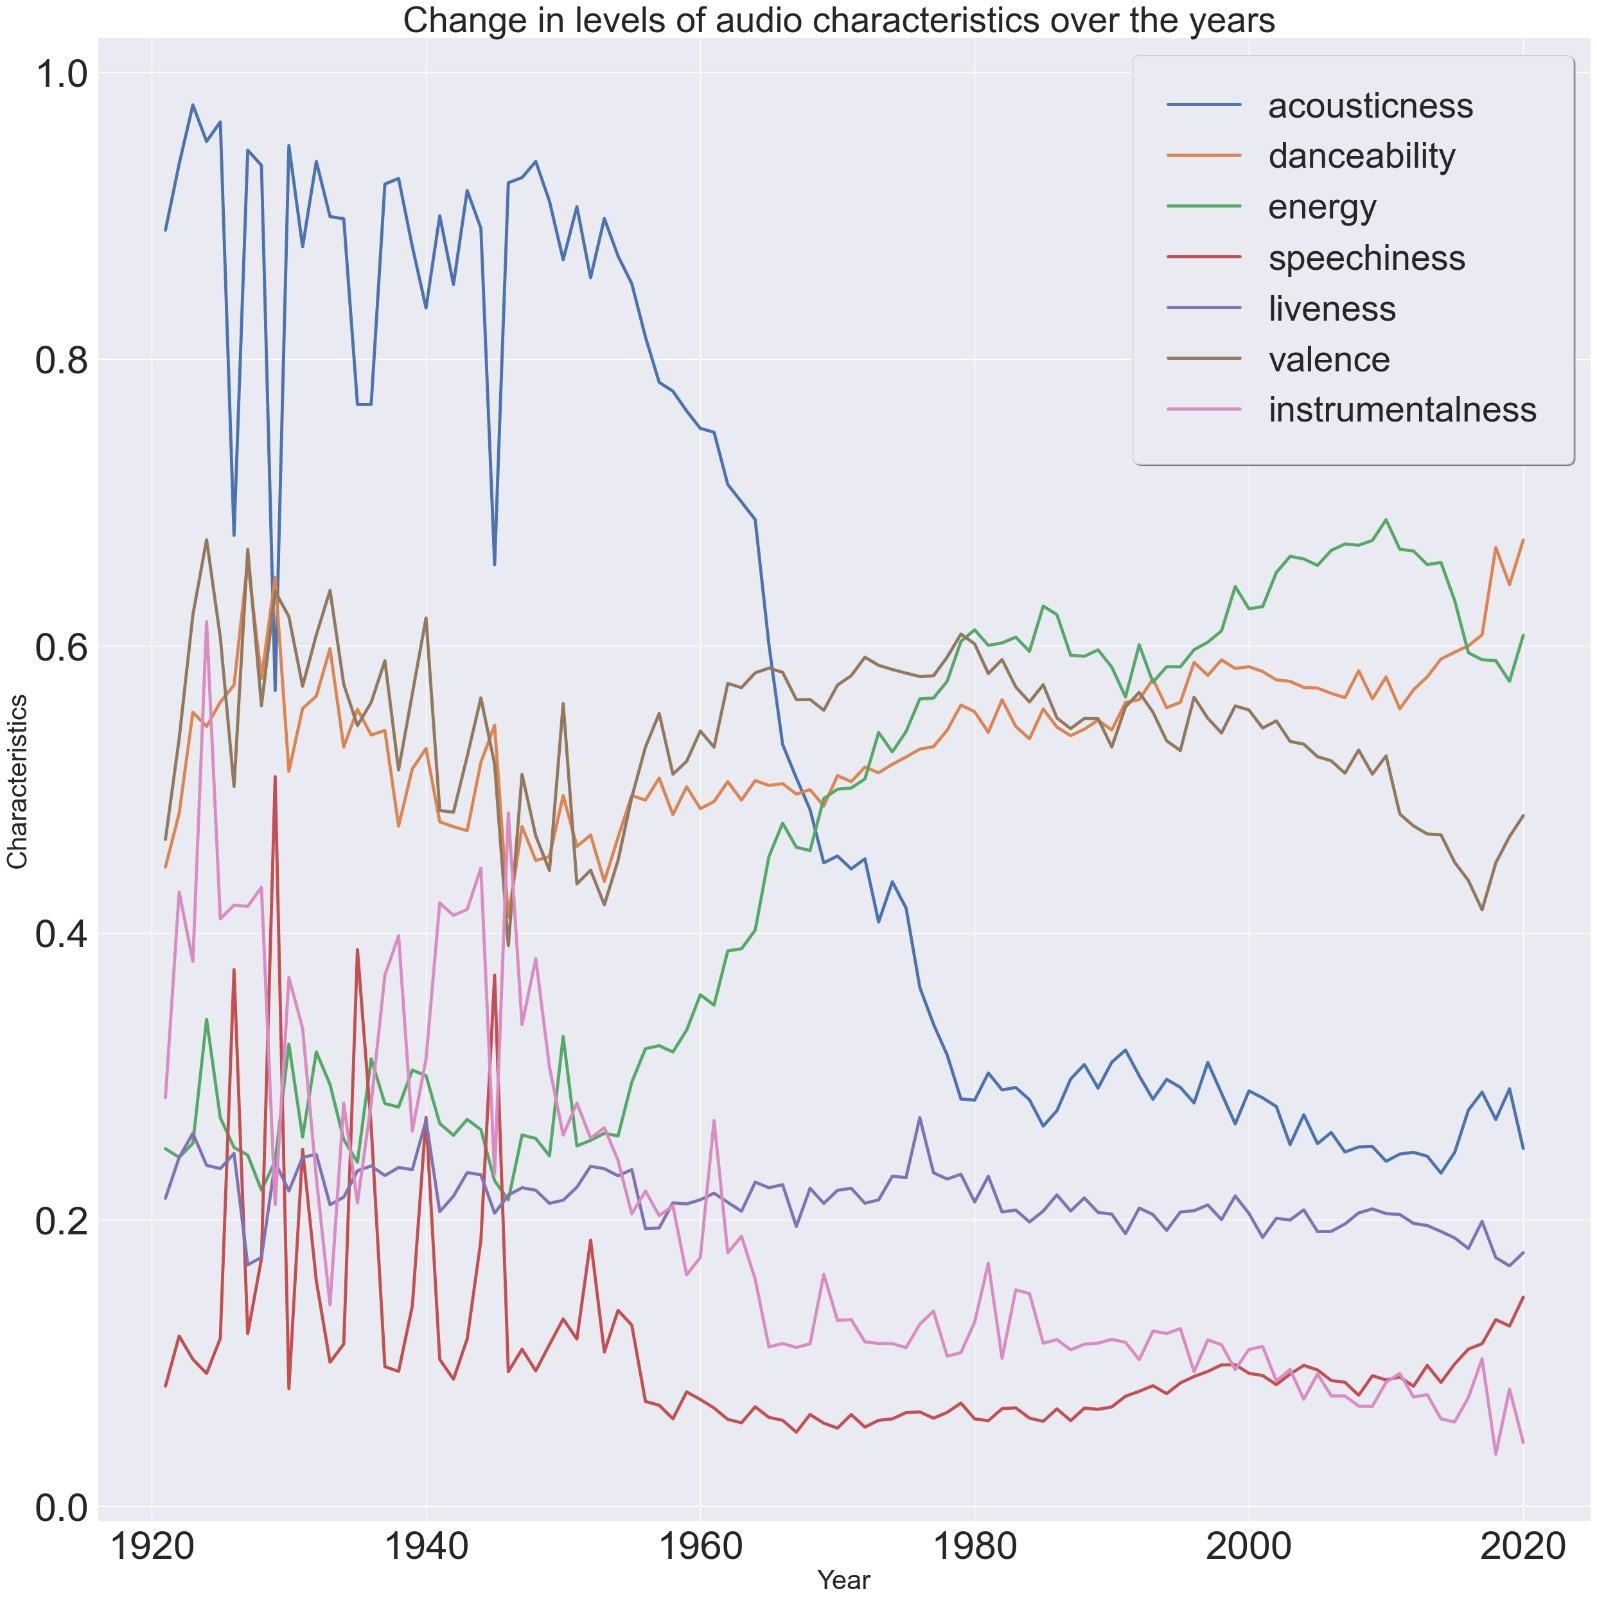 Change in levels of audio characteristics over the years
1.0
0.8
0.6
0.4
0.2
0.0
Characteristics
acousticness
danceability
energy
speechiness
liveness
valence
instrumentalness
1920 1940 1960 1980 2000 2020
Year